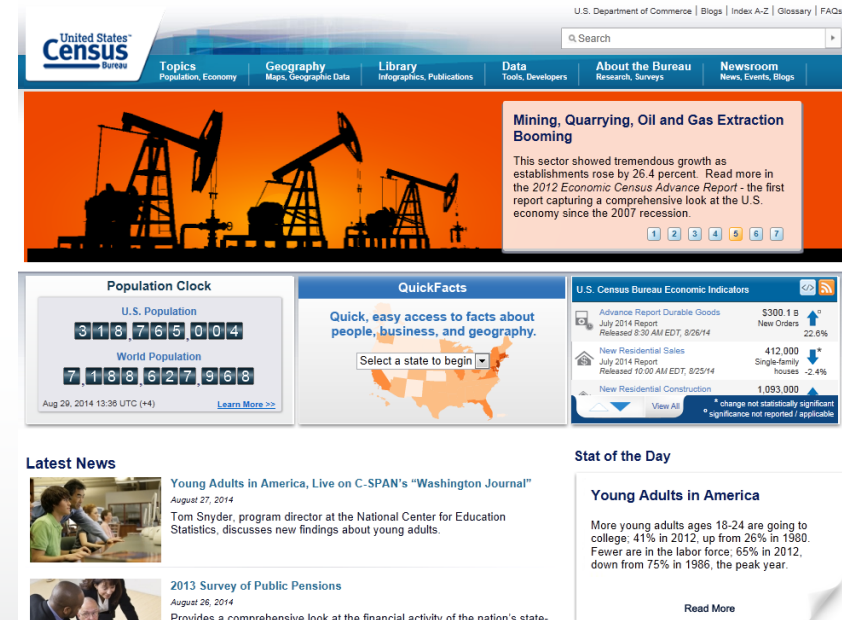 U.S. Department of Commerce | Blogs | Index A-Z | Glossary | FAQs
United States™
Census
Bureau
Search
Topics
Population, Economy
Geography
Maps, Geographic Data
Library
Infographics, Publications
Data
Tools, Developers
About the Bureau
Research, Surveys
Newsroom
News, Events, Blogs
Mining, Quarrying, Oil and Gas Extraction
Booming
This sector showed tremendous growth as
establishments rose by 26.4 percent. Read more in
the 2012 Economic Census Advance Report - the first
report capturing a comprehensive look at the U.S.
economy since the 2007 recession.
1 2 3 4 5 6 7
Population Clock
U.S. Population
318,765,004
World Population
7,188,627,968
Aug 29, 2014 13:36 UTC (+4)
Learn More >>
QuickFacts
Quick, easy access to facts about
people, business, and geography.
Select a state to begin
U.S. Census Bureau Economic Indicators
Advance Report Durable Goods
July 2014 Report
Released 8:30 AM EDT, 8/26/14
$300.1 B
New Orders
°
22.6%
New Residential Sales
July 2014 Report
Released 10:00 AM EDT, 8/25/14
412,000
Single-family
houses
*
-2.4%
New Residential Construction
1,093,000
View All
* change not statistically significant
° significance not reported / applicable
Latest News
Young Adults in America, Live on C-SPAN's “Washington Journal”
August 27, 2014
Tom Snyder, program director at the National Center for Education
Statistics, discusses new findings about young adults.
2013 Survey of Public Pensions
August 26, 2014
Provides a comprehensive look at the financial activity of the nation's state-
Stat of the Day
Young Adults in America
More young adults ages 18-24 are going to
college; 41% in 2012, up from 26% in 1980.
Fewer are in the labor force; 65% in 2012,
down from 75% in 1986, the peak year.
Read More